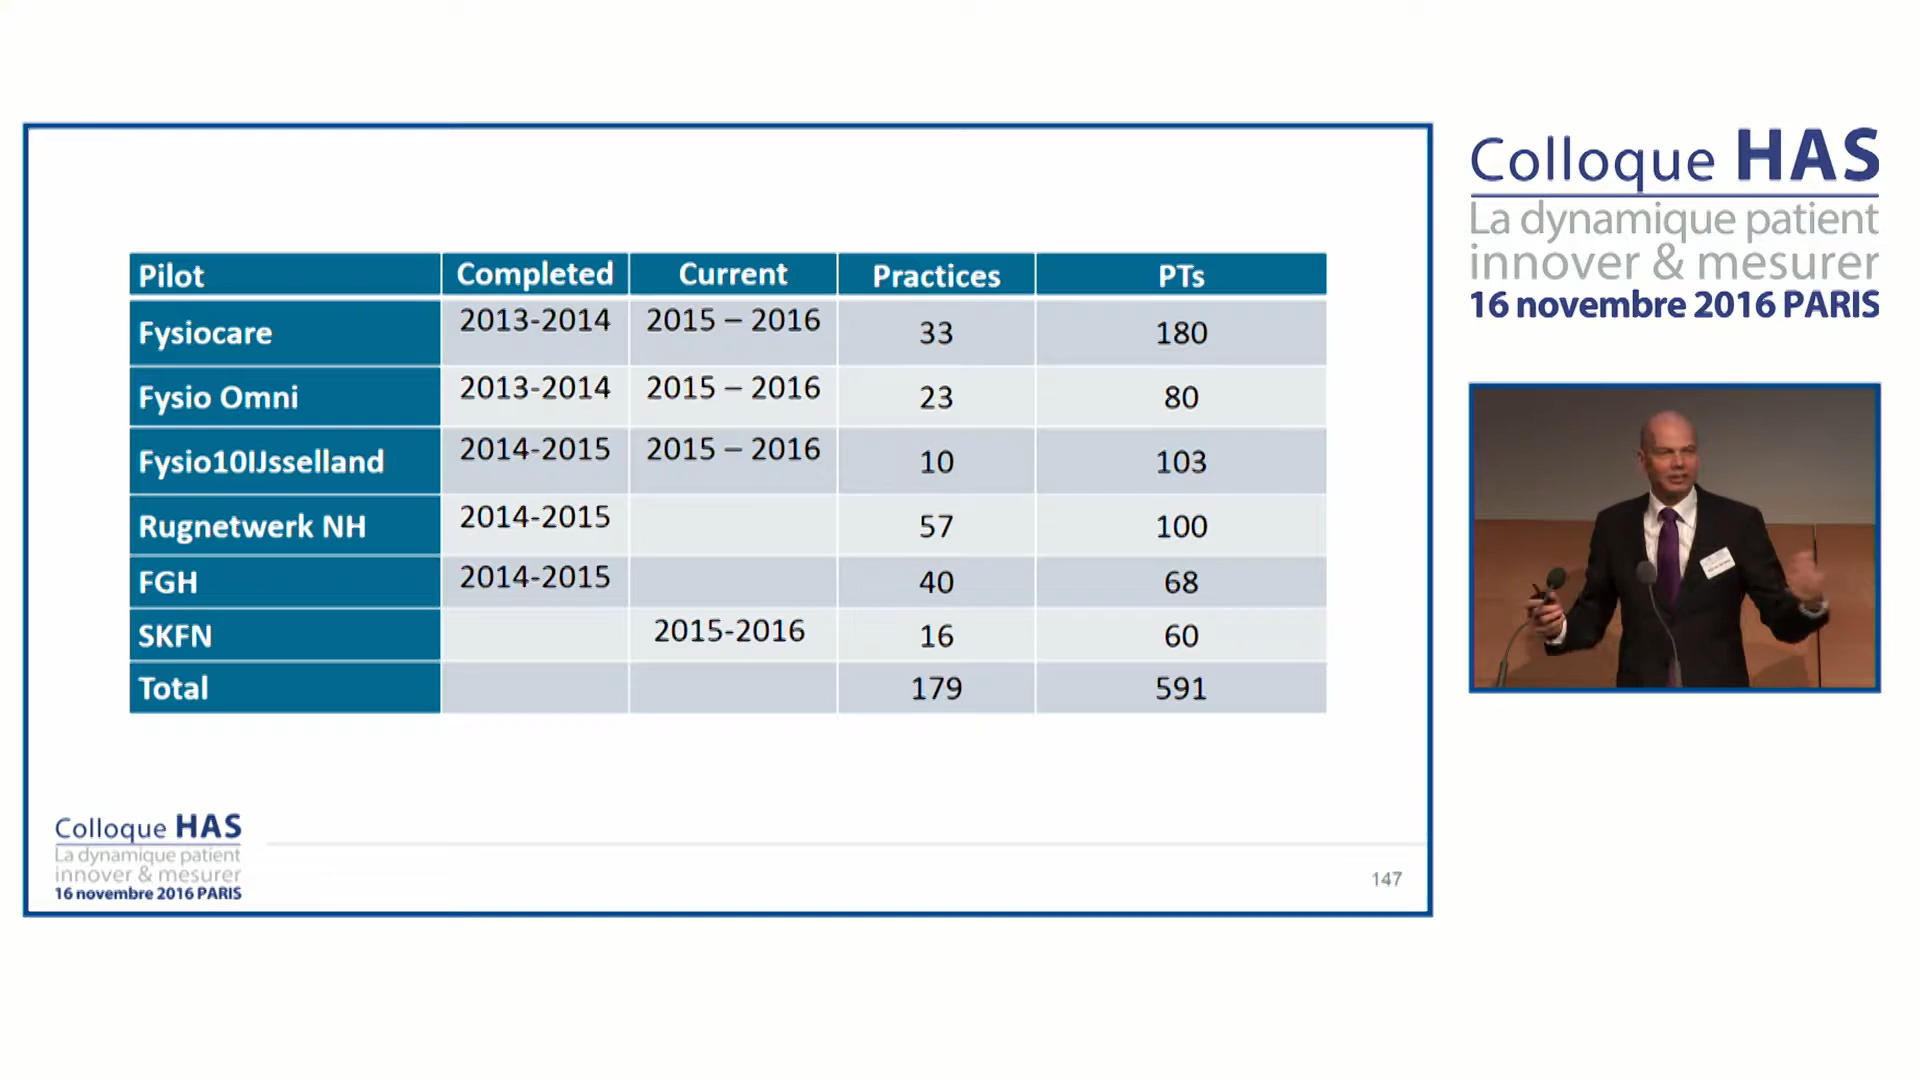 Pilot Completed Current Practices PTs
Fysiocare 2013-2014 2015 – 2016 33 180
Fysio Omni 2013-2014 2015 – 2016 23 80
Fysio10IJsselland 2014-2015 2015 – 2016 10 103
Rugnetwerk NH 2014-2015 57 100
FGH 2014-2015 40 68
SKFN 2015-2016 16 60
Total 179 591
Colloque HAS
La dynamique patient
innover & mesurer
16 novembre 2016 PARIS
147
Colloque HAS
La dynamique patient
innover & mesurer
16 novembre 2016 PARIS